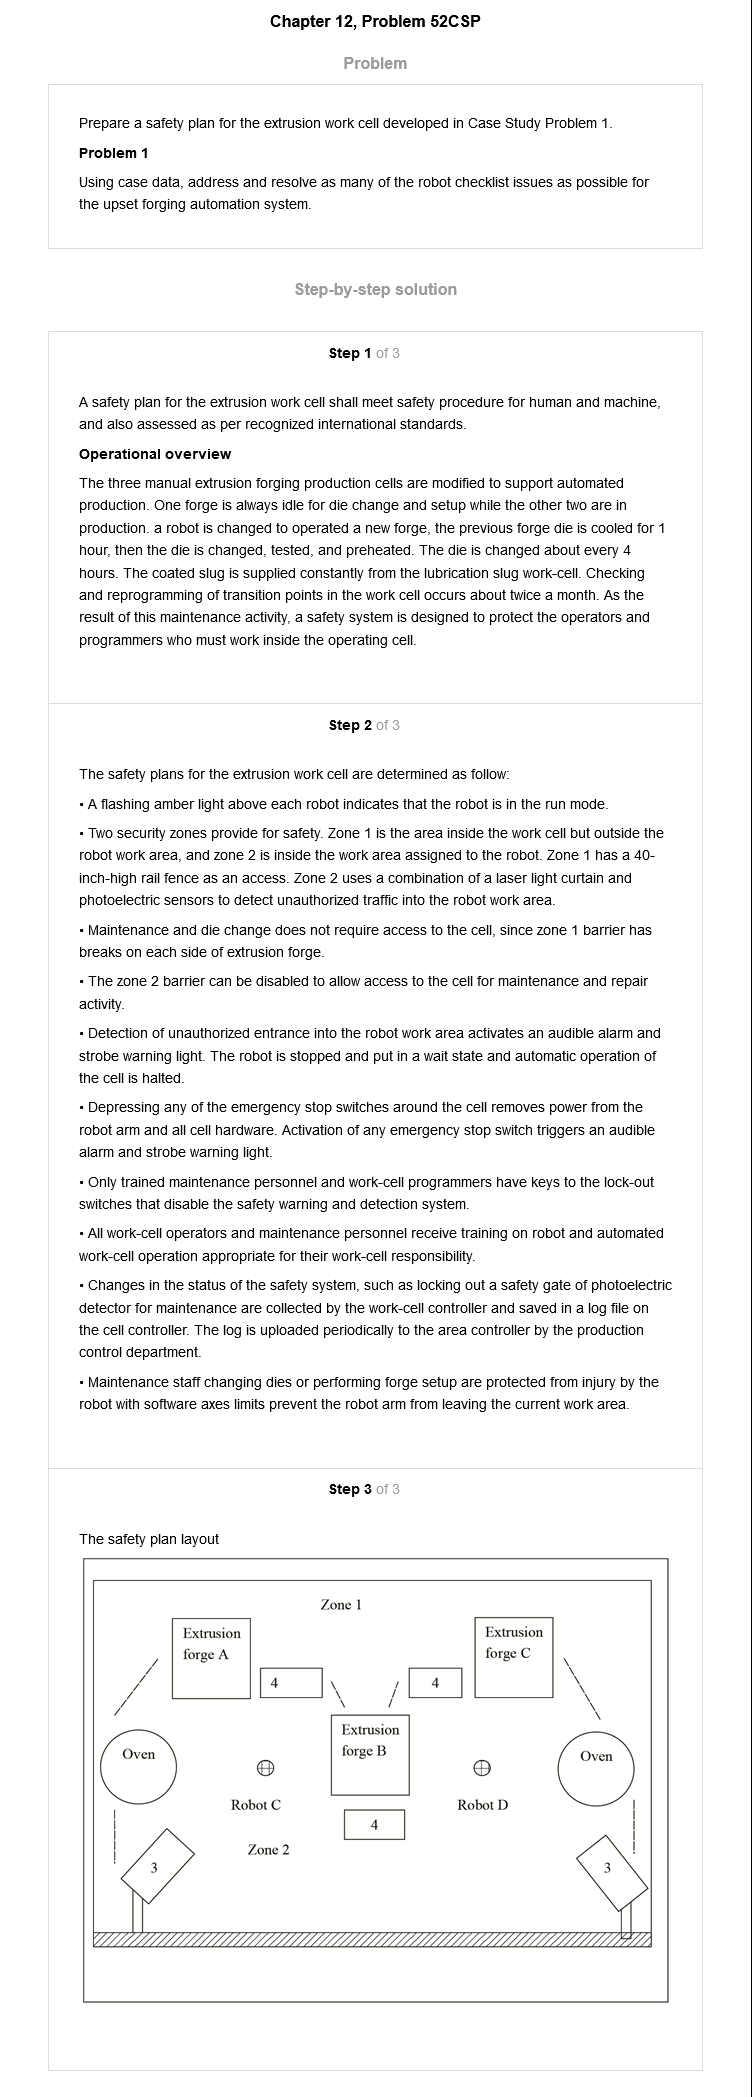 Chapter 12, Problem 52CSP
Problem
Prepare a safety plan for the extrusion work cell developed in Case Study Problem 1.
Problem 1
Using case data, address and resolve as many of the robot checklist issues as possible for
the upset forging automation system.
Step-by-step solution
Step 1 of 3
A safety plan for the extrusion work cell shall meet safety procedure for human and machine,
and also assessed as per recognized international standards.
Operational overview
The three manual extrusion forging production cells are modified to support automated
production. One forge is always idle for die change and setup while the other two are in
production. a robot is changed to operated a new forge, the previous forge die is cooled for 1
hour, then the die is changed, tested, and preheated. The die is changed about every 4
hours. The coated slug is supplied constantly from the lubrication slug work-cell. Checking
and reprogramming of transition points in the work cell occurs about twice a month. As the
result of this maintenance activity, a safety system is designed to protect the operators and
programmers who must work inside the operating cell.
Step 2 of 3
The safety plans for the extrusion work cell are determined as follow:
• A flashing amber light above each robot indicates that the robot is in the run mode.
• Two security zones provide for safety. Zone 1 is the area inside the work cell but outside the
robot work area, and zone 2 is inside the work area assigned to the robot. Zone 1 has a 40-
inch-high rail fence as an access. Zone 2 uses a combination of a laser light curtain and
photoelectric sensors to detect unauthorized traffic into the robot work area.
• Maintenance and die change does not require access to the cell, since zone 1 barrier has
breaks on each side of extrusion forge.
• The zone 2 barrier can be disabled to allow access to the cell for maintenance and repair
activity.
• Detection of unauthorized entrance into the robot work area activates an audible alarm and
strobe warning light. The robot is stopped and put in a wait state and automatic operation of
the cell is halted.
• Depressing any of the emergency stop switches around the cell removes power from the
robot arm and all cell hardware. Activation of any emergency stop switch triggers an audible
alarm and strobe warning light.
• Only trained maintenance personnel and work-cell programmers have keys to the lock-out
switches that disable the safety warning and detection system.
• All work-cell operators and maintenance personnel receive training on robot and automated
work-cell operation appropriate for their work-cell responsibility.
• Changes in the status of the safety system, such as locking out a safety gate of photoelectric
detector for maintenance are collected by the work-cell controller and saved in a log file on
the cell controller. The log is uploaded periodically to the area controller by the production
control department.
• Maintenance staff changing dies or performing forge setup are protected from injury by the
robot with software axes limits prevent the robot arm from leaving the current work area.
Step 3 of 3
The safety plan layout
Zone 1
Extrusion
forge A
Extrusion
forge C
4
4
Extrusion
forge B
Oven
Oven
Robot C
Robot D
4
Zone 2
3
3